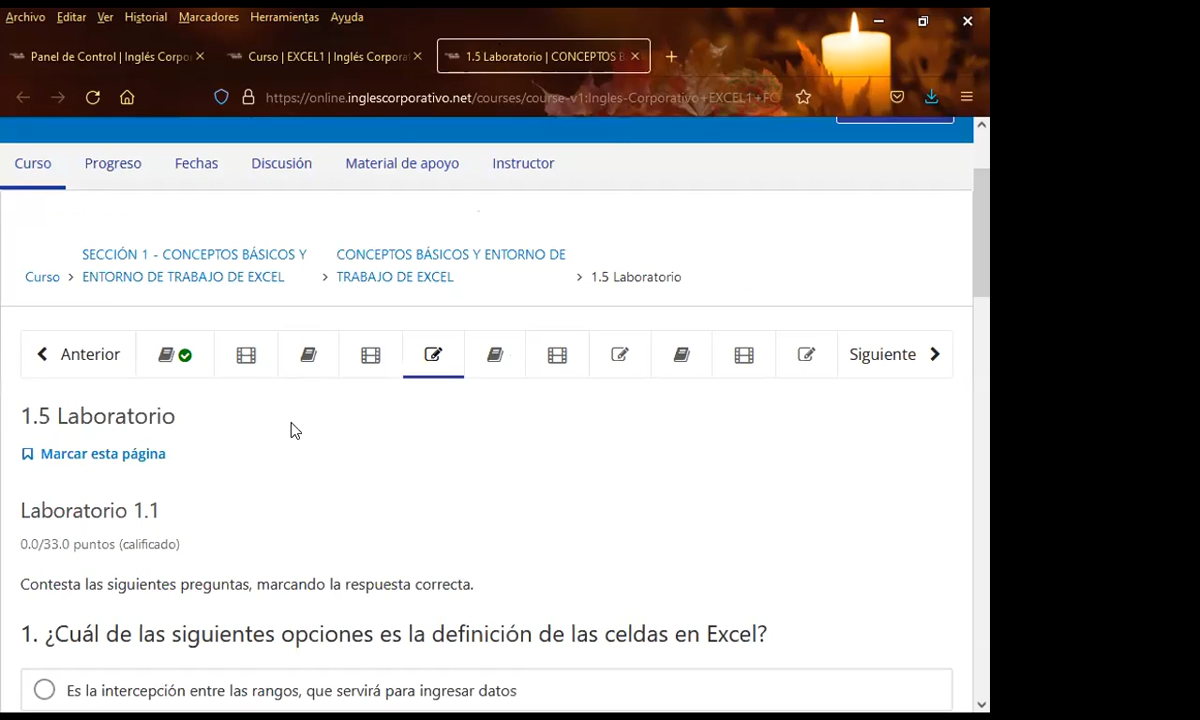 Archivo Editar Ver Historial Marcadores Herramientas Ayuda
Panel de Control | Inglés Corpor
Curso | EXCEL1 | Inglés Corpora
1.5 Laboratorio | CONCEPTOS B
https://online.inglescorporativo.net/courses/course-v1:Ingles-Corporativo+EXCEL1+FC
Curso Progreso Fechas Discusión Material de apoyo Instructor
SECCIÓN 1 - CONCEPTOS BÁSICOS Y CONCEPTOS BÁSICOS Y ENTORNO DE
Curso > ENTORNO DE TRABAJO DE EXCEL > TRABAJO DE EXCEL > 1.5 Laboratorio
Anterior Siguiente
1.5 Laboratorio
Marcar esta página
Laboratorio 1.1
0.0/33.0 puntos (calificado)
Contesta las siguientes preguntas, marcando la respuesta correcta.
1. ¿Cuál de las siguientes opciones es la definición de las celdas en Excel?
Es la intercepción entre las rangos, que servirá para ingresar datos